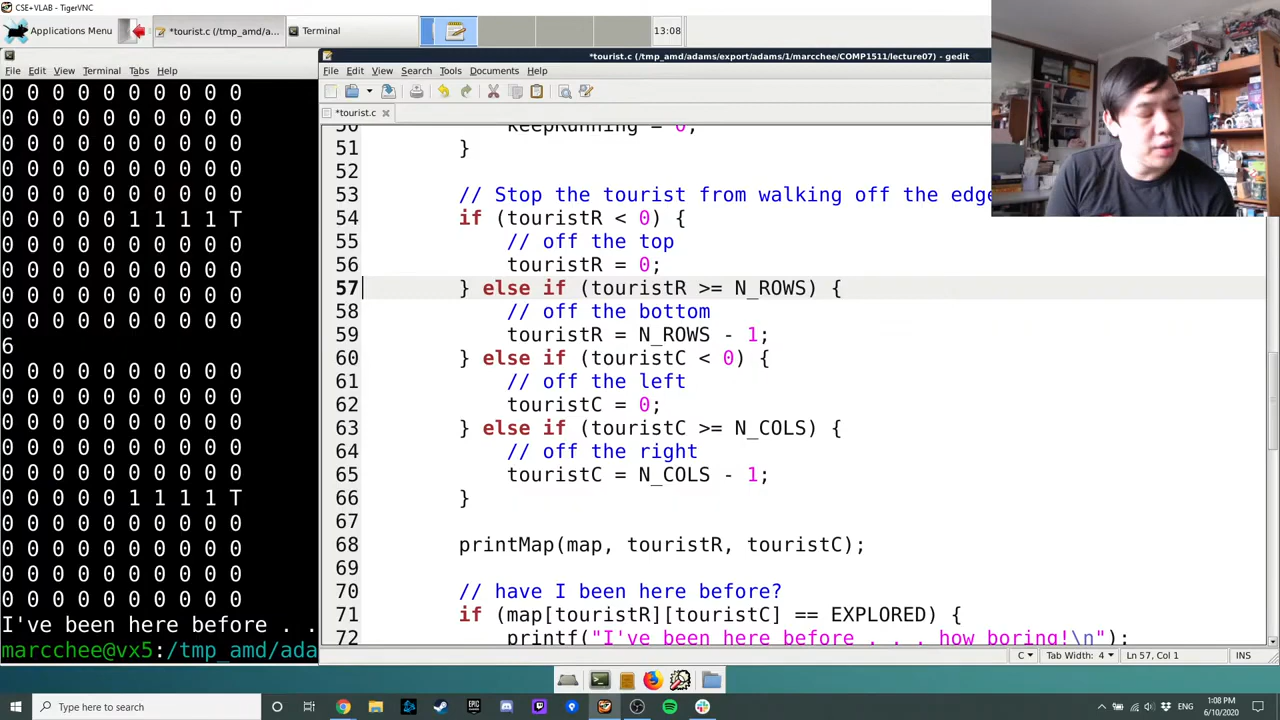 CSE+VLAB - TigerVNC
Applications Menu
*tourist.c (/tmp_amd/a...
Terminal
13:08
*tourist.c (/tmp_amd/adams/export/adams/1/marcchee/COMP1511/lecture07) - gedit
File Edit View Terminal Tabs Help
File Edit View Search Tools Documents Help
*tourist.c
0 0 0 0 0 0 0 0 0 0
0 0 0 0 0 0 0 0 0 0
0 0 0 0 0 0 0 0 0 0
0 0 0 0 0 0 0 0 0 0
0 0 0 0 0 0 0 0 0 0
0 0 0 0 0 1 1 1 1 T
0 0 0 0 0 0 0 0 0 0
0 0 0 0 0 0 0 0 0 0
0 0 0 0 0 0 0 0 0 0
0 0 0 0 0 0 0 0 0 0
6
0 0 0 0 0 0 0 0 0 0
0 0 0 0 0 0 0 0 0 0
0 0 0 0 0 0 0 0 0 0
0 0 0 0 0 0 0 0 0 0
0 0 0 0 0 0 0 0 0 0
0 0 0 0 0 1 1 1 1 T
0 0 0 0 0 0 0 0 0 0
0 0 0 0 0 0 0 0 0 0
0 0 0 0 0 0 0 0 0 0
0 0 0 0 0 0 0 0 0 0
I've been here before . .
marcchee@vx5:/tmp_amd/ada
50 keepRunning = 0;
51 }
52
53 // Stop the tourist from walking off the edge
54 if (touristR < 0) {
55 // off the top
56 touristR = 0;
57 } else if (touristR >= N_ROWS) {
58 // off the bottom
59 touristR = N_ROWS - 1;
60 } else if (touristC < 0) {
61 // off the left
62 touristC = 0;
63 } else if (touristC >= N_COLS) {
64 // off the right
65 touristC = N_COLS - 1;
66 }
67
68 printMap(map, touristR, touristC);
69
70 // have I been here before?
71 if (map[touristR][touristC] == EXPLORED) {
72 printf("I've been here before . . . how boring!\n");
C Tab Width: 4 Ln 57, Col 1 INS
Type here to search
ENG
1:08 PM
6/10/2020